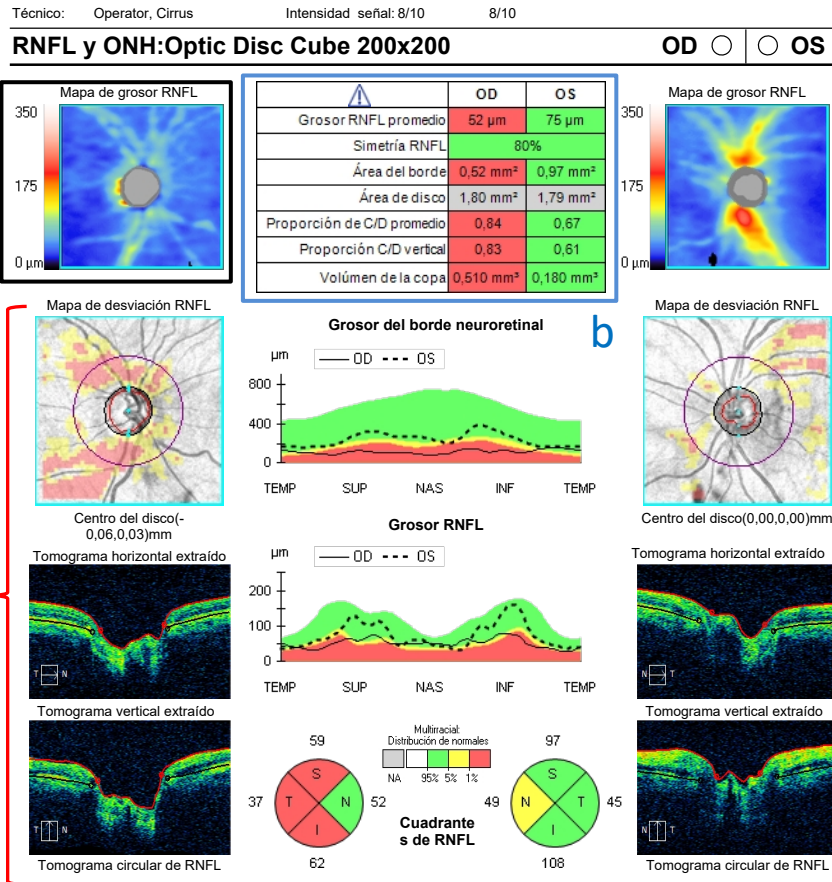 Técnico: Operator, Cirrus Intensidad señal: 8/10 8/10
RNFL y ONH:Optic Disc Cube 200x200 OD OS
Mapa de grosor RNFL
350
175
0 µm
OD OS
Grosor RNFL promedio 52 µm 75 µm
Simetría RNFL 80%
Área del borde 0,52 mm² 0,97 mm²
Área de disco 1,80 mm² 1,79 mm²
Proporción de C/D promedio 0,84 0,67
Proporción C/D vertical 0,83 0,61
Volúmen de la copa 0,510 mm³ 0,180 mm³
Mapa de grosor RNFL
350
175
0 µm
Mapa de desviación RNFL
Centro del disco(-
0,06,0,03)mm
Grosor del borde neuroretinal
b
µm OD OS
800
400
0
TEMP SUP NAS INF TEMP
Mapa de desviación RNFL
Centro del disco(0,00,0,00)mm
Grosor RNFL
µm OD OS
200
100
0
TEMP SUP NAS INF TEMP
Tomograma horizontal extraído
T N
Tomograma vertical extraído
T N
Tomograma circular de RNFL
Tomograma horizontal extraído
N T
Tomograma vertical extraído
N T
Tomograma circular de RNFL
Multirracial:
Distribución de normales
NA 95% 5% 1%
59
S
37 T N 52
I
62
Cuadrante
s de RNFL
97
S
49 N T 45
I
108